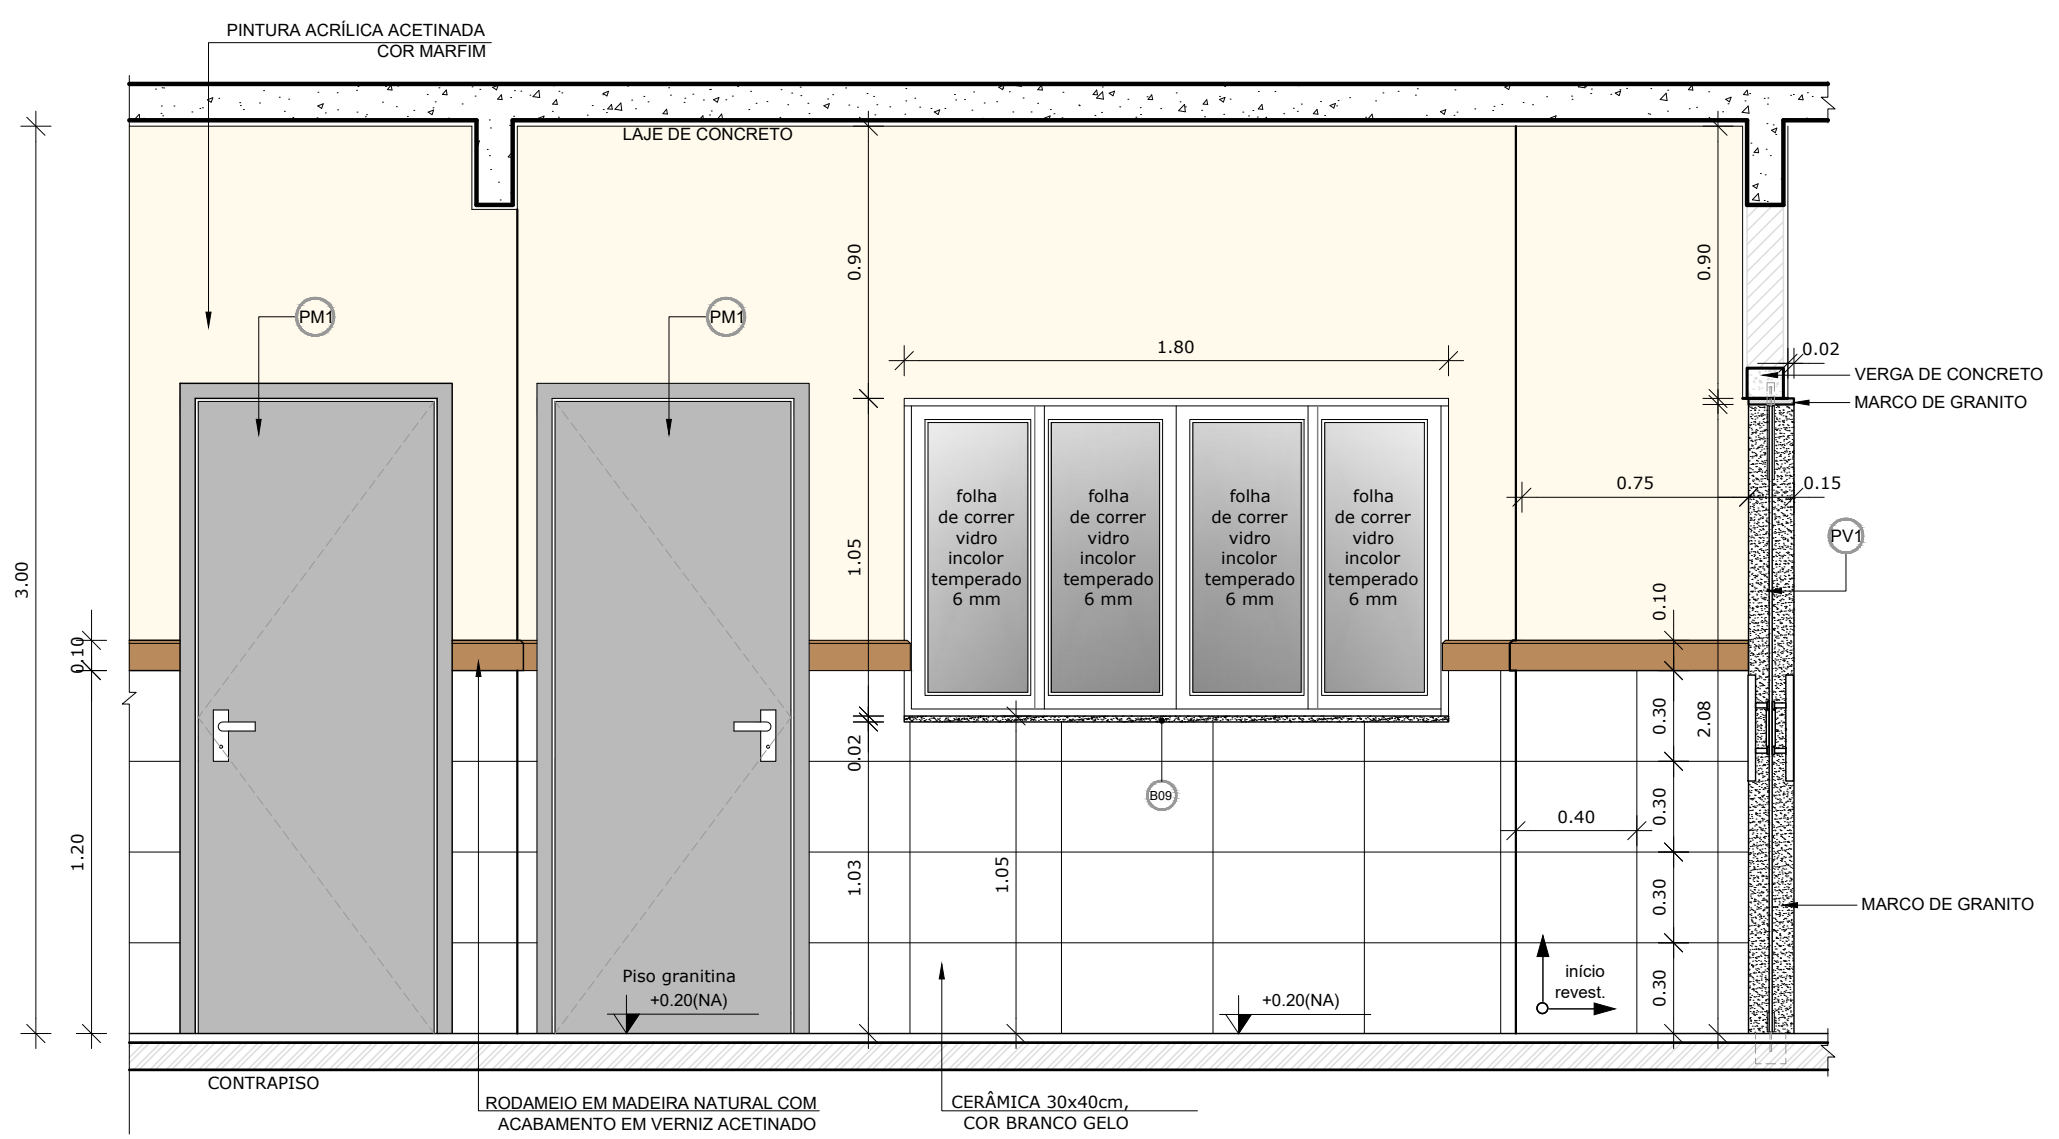 PINTURA ACRÍLICA ACETINADA
COR MARFIM
LAJE DE CONCRETO
3.00
0.10
1.20
PM1
PM1
0.90
1.05
0.02
1.03
1.80
folha
de correr
vidro
incolor
temperado
6 mm
folha
de correr
vidro
incolor
temperado
6 mm
folha
de correr
vidro
incolor
temperado
6 mm
folha
de correr
vidro
incolor
temperado
6 mm
B09
1.05
0.90
2.08
0.02
VERGA DE CONCRETO
MARCO DE GRANITO
0.75
0.15
PV1
0.10
0.30
0.30
0.30
0.30
0.40
MARCO DE GRANITO
início
revest.
Piso granitina
+0.20(NA)
+0.20(NA)
CONTRAPISO
RODAMEIO EM MADEIRA NATURAL COM
ACABAMENTO EM VERNIZ ACETINADO
CERÂMICA 30x40cm,
COR BRANCO GELO